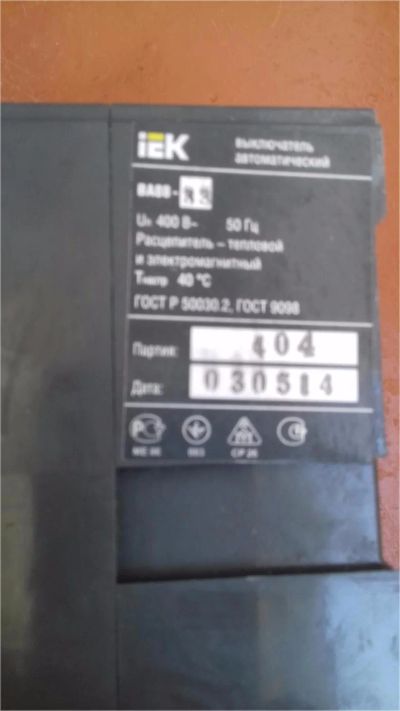 iEK
выключатель
автоматический
ВА88-
Uн 400 В~ 50 Гц
Расцепитель – тепловой
и электромагнитный
Тнастр 40 °С
ГОСТ Р 50030.2, ГОСТ 9098
Партия: 404
Дата: 030514